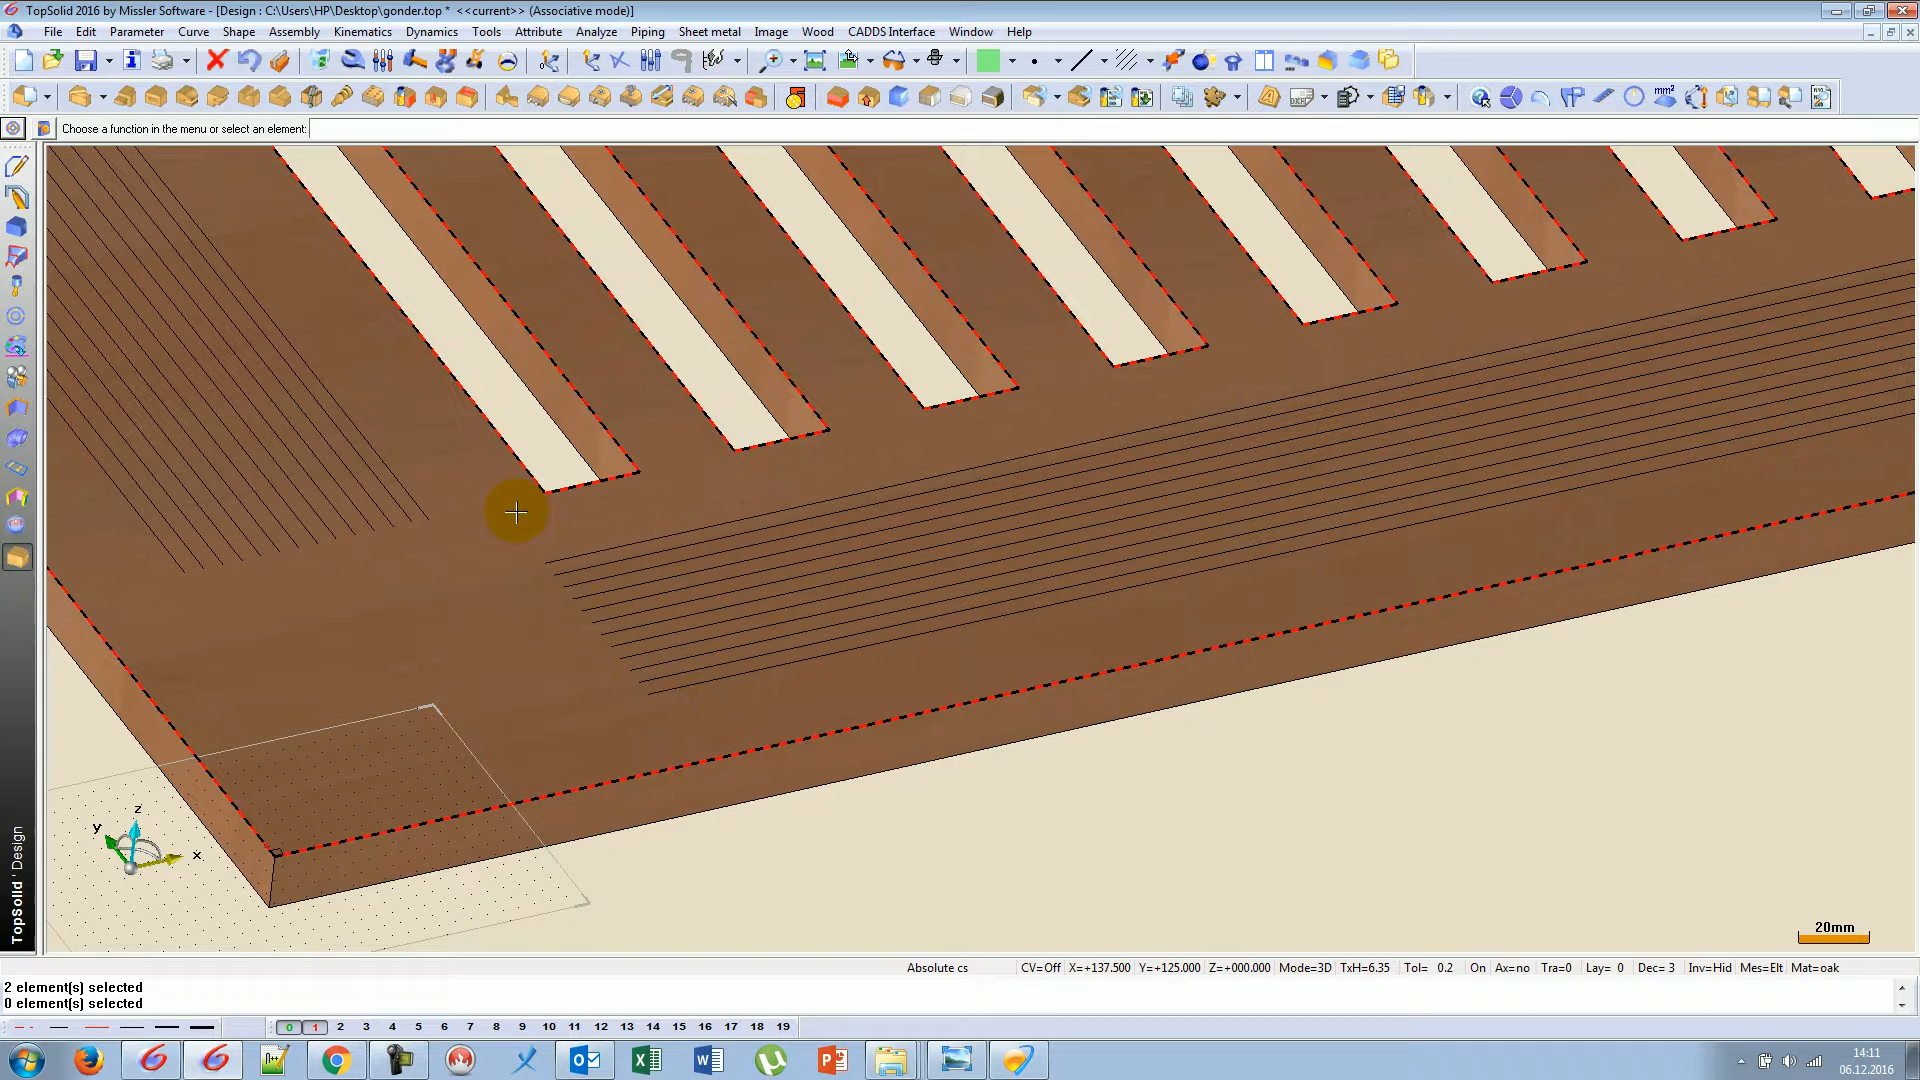 TopSolid 2016 by Missler Software - [Design : C:\Users\HP\Desktop\gonder.top *  <<current>> (Associative mode)]
File Edit Parameter Curve Shape Assembly Kinematics Dynamics Tools Attribute Analyze Piping Sheet metal Image Wood CADDS Interface Window Help
mm²
Choose a function in the menu or select an element:
z
y
x
TopSolid ' Design
20mm
Absolute cs CV=Off X=+137.500 Y=+125.000 Z=+000.000 Mode=3D TxH=6.35 Tol= 0.2 On Ax=no Tra=0 Lay= 0 Dec= 3 Inv=Hid Mes=Elt Mat=oak
2 element(s) selected
0 element(s) selected
0 1 2 3 4 5 6 7 8 9 10 11 12 13 14 15 16 17 18 19
14:11
06.12.2016